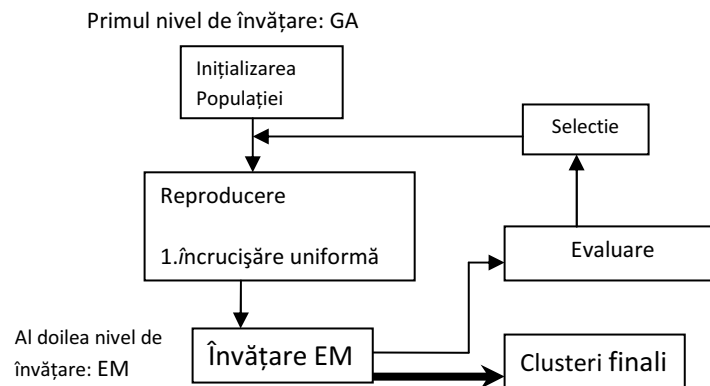 Primul nivel de învățare: GA
Inițializarea
Populației
Selectie
Reproducere
1.încrucişăre uniformă
Evaluare
Al doilea nivel de
învățare: EM
Învățare EM
Clusteri finali